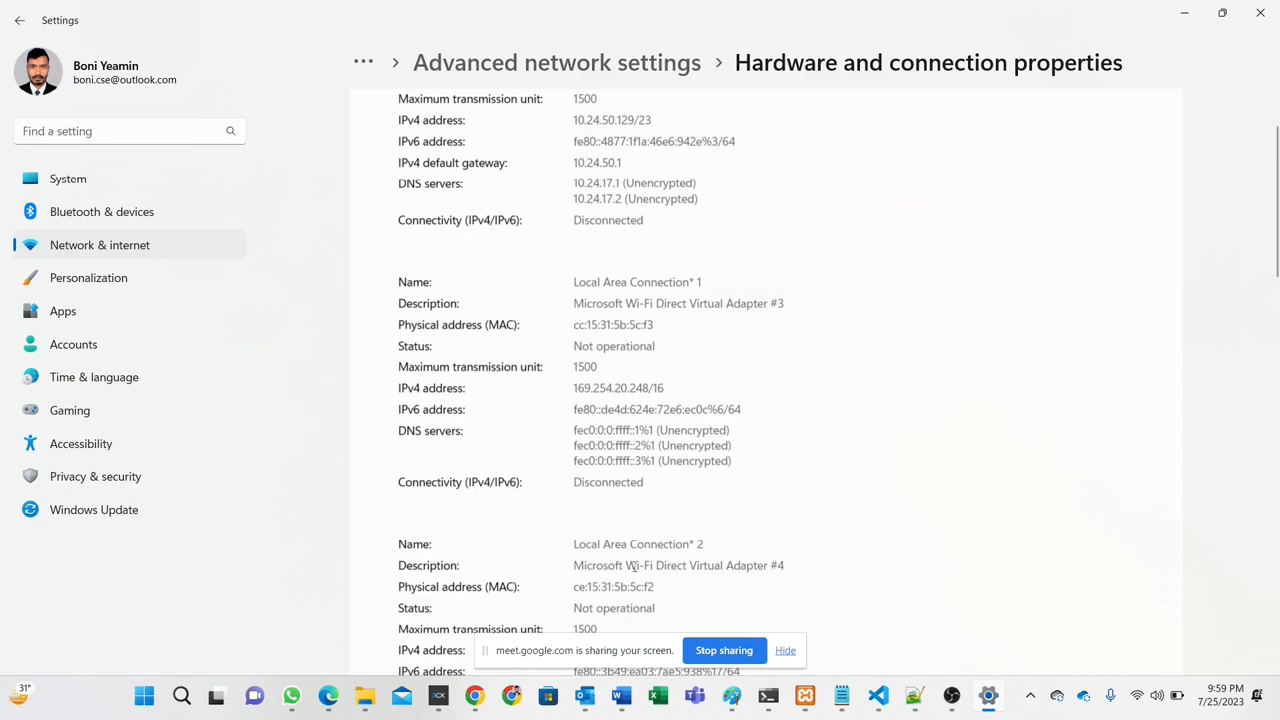 Settings
Boni Yeamin
boni.cse@outlook.com
Find a setting
System
Bluetooth & devices
Network & internet
Personalization
Apps
Accounts
Time & language
Gaming
Accessibility
Privacy & security
Windows Update
... > Advanced network settings > Hardware and connection properties
Maximum transmission unit: 1500
IPv4 address: 10.24.50.129/23
IPv6 address: fe80::4877:1f1a:46e6:942e%3/64
IPv4 default gateway: 10.24.50.1
DNS servers: 10.24.17.1 (Unencrypted)
10.24.17.2 (Unencrypted)
Connectivity (IPv4/IPv6): Disconnected
Name: Local Area Connection* 1
Description: Microsoft Wi-Fi Direct Virtual Adapter #3
Physical address (MAC): cc:15:31:5b:5c:f3
Status: Not operational
Maximum transmission unit: 1500
IPv4 address: 169.254.20.248/16
IPv6 address: fe80::de4d:624e:72e6:ec0c%6/64
DNS servers: fec0:0:0:ffff::1%1 (Unencrypted)
fec0:0:0:ffff::2%1 (Unencrypted)
fec0:0:0:ffff::3%1 (Unencrypted)
Connectivity (IPv4/IPv6): Disconnected
Name: Local Area Connection* 2
Description: Microsoft Wi-Fi Direct Virtual Adapter #4
Physical address (MAC): ce:15:31:5b:5c:f2
Status: Not operational
Maximum transmission unit: 1500
IPv4 address:
IPv6 address: fe80::3b49:ea03:7ae5:938%17/64
meet.google.com is sharing your screen. Stop sharing Hide
31°
9:59 PM
7/25/2023